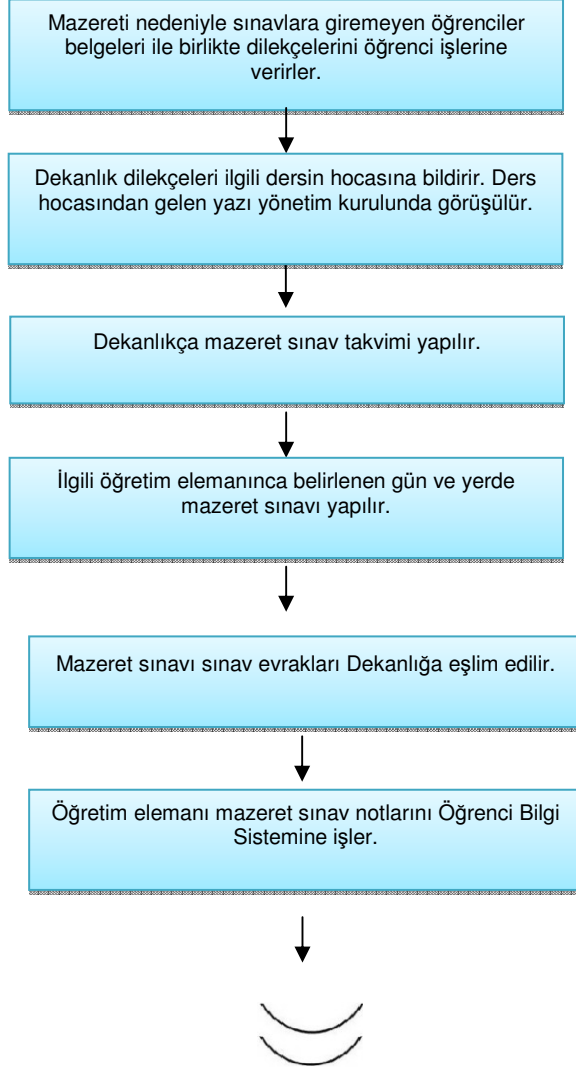 Mazereti nedeniyle sınavlara giremeyen öğrenciler
belgeleri ile birlikte dilekçelerini öğrenci işlerine
verirler.
Dekanlık dilekçeleri ilgili dersin hocasına bildirir. Ders
hocasından gelen yazı yönetim kurulunda görüşülür.
Dekanlıkça mazeret sınav takvimi yapılır.
İlgili öğretim elemanınca belirlenen gün ve yerde
mazeret sınavı yapılır.
Mazeret sınavı sınav evrakları Dekanlığa eşlim edilir.
Öğretim elemanı mazeret sınav notlarını Öğrenci Bilgi
Sistemine işler.